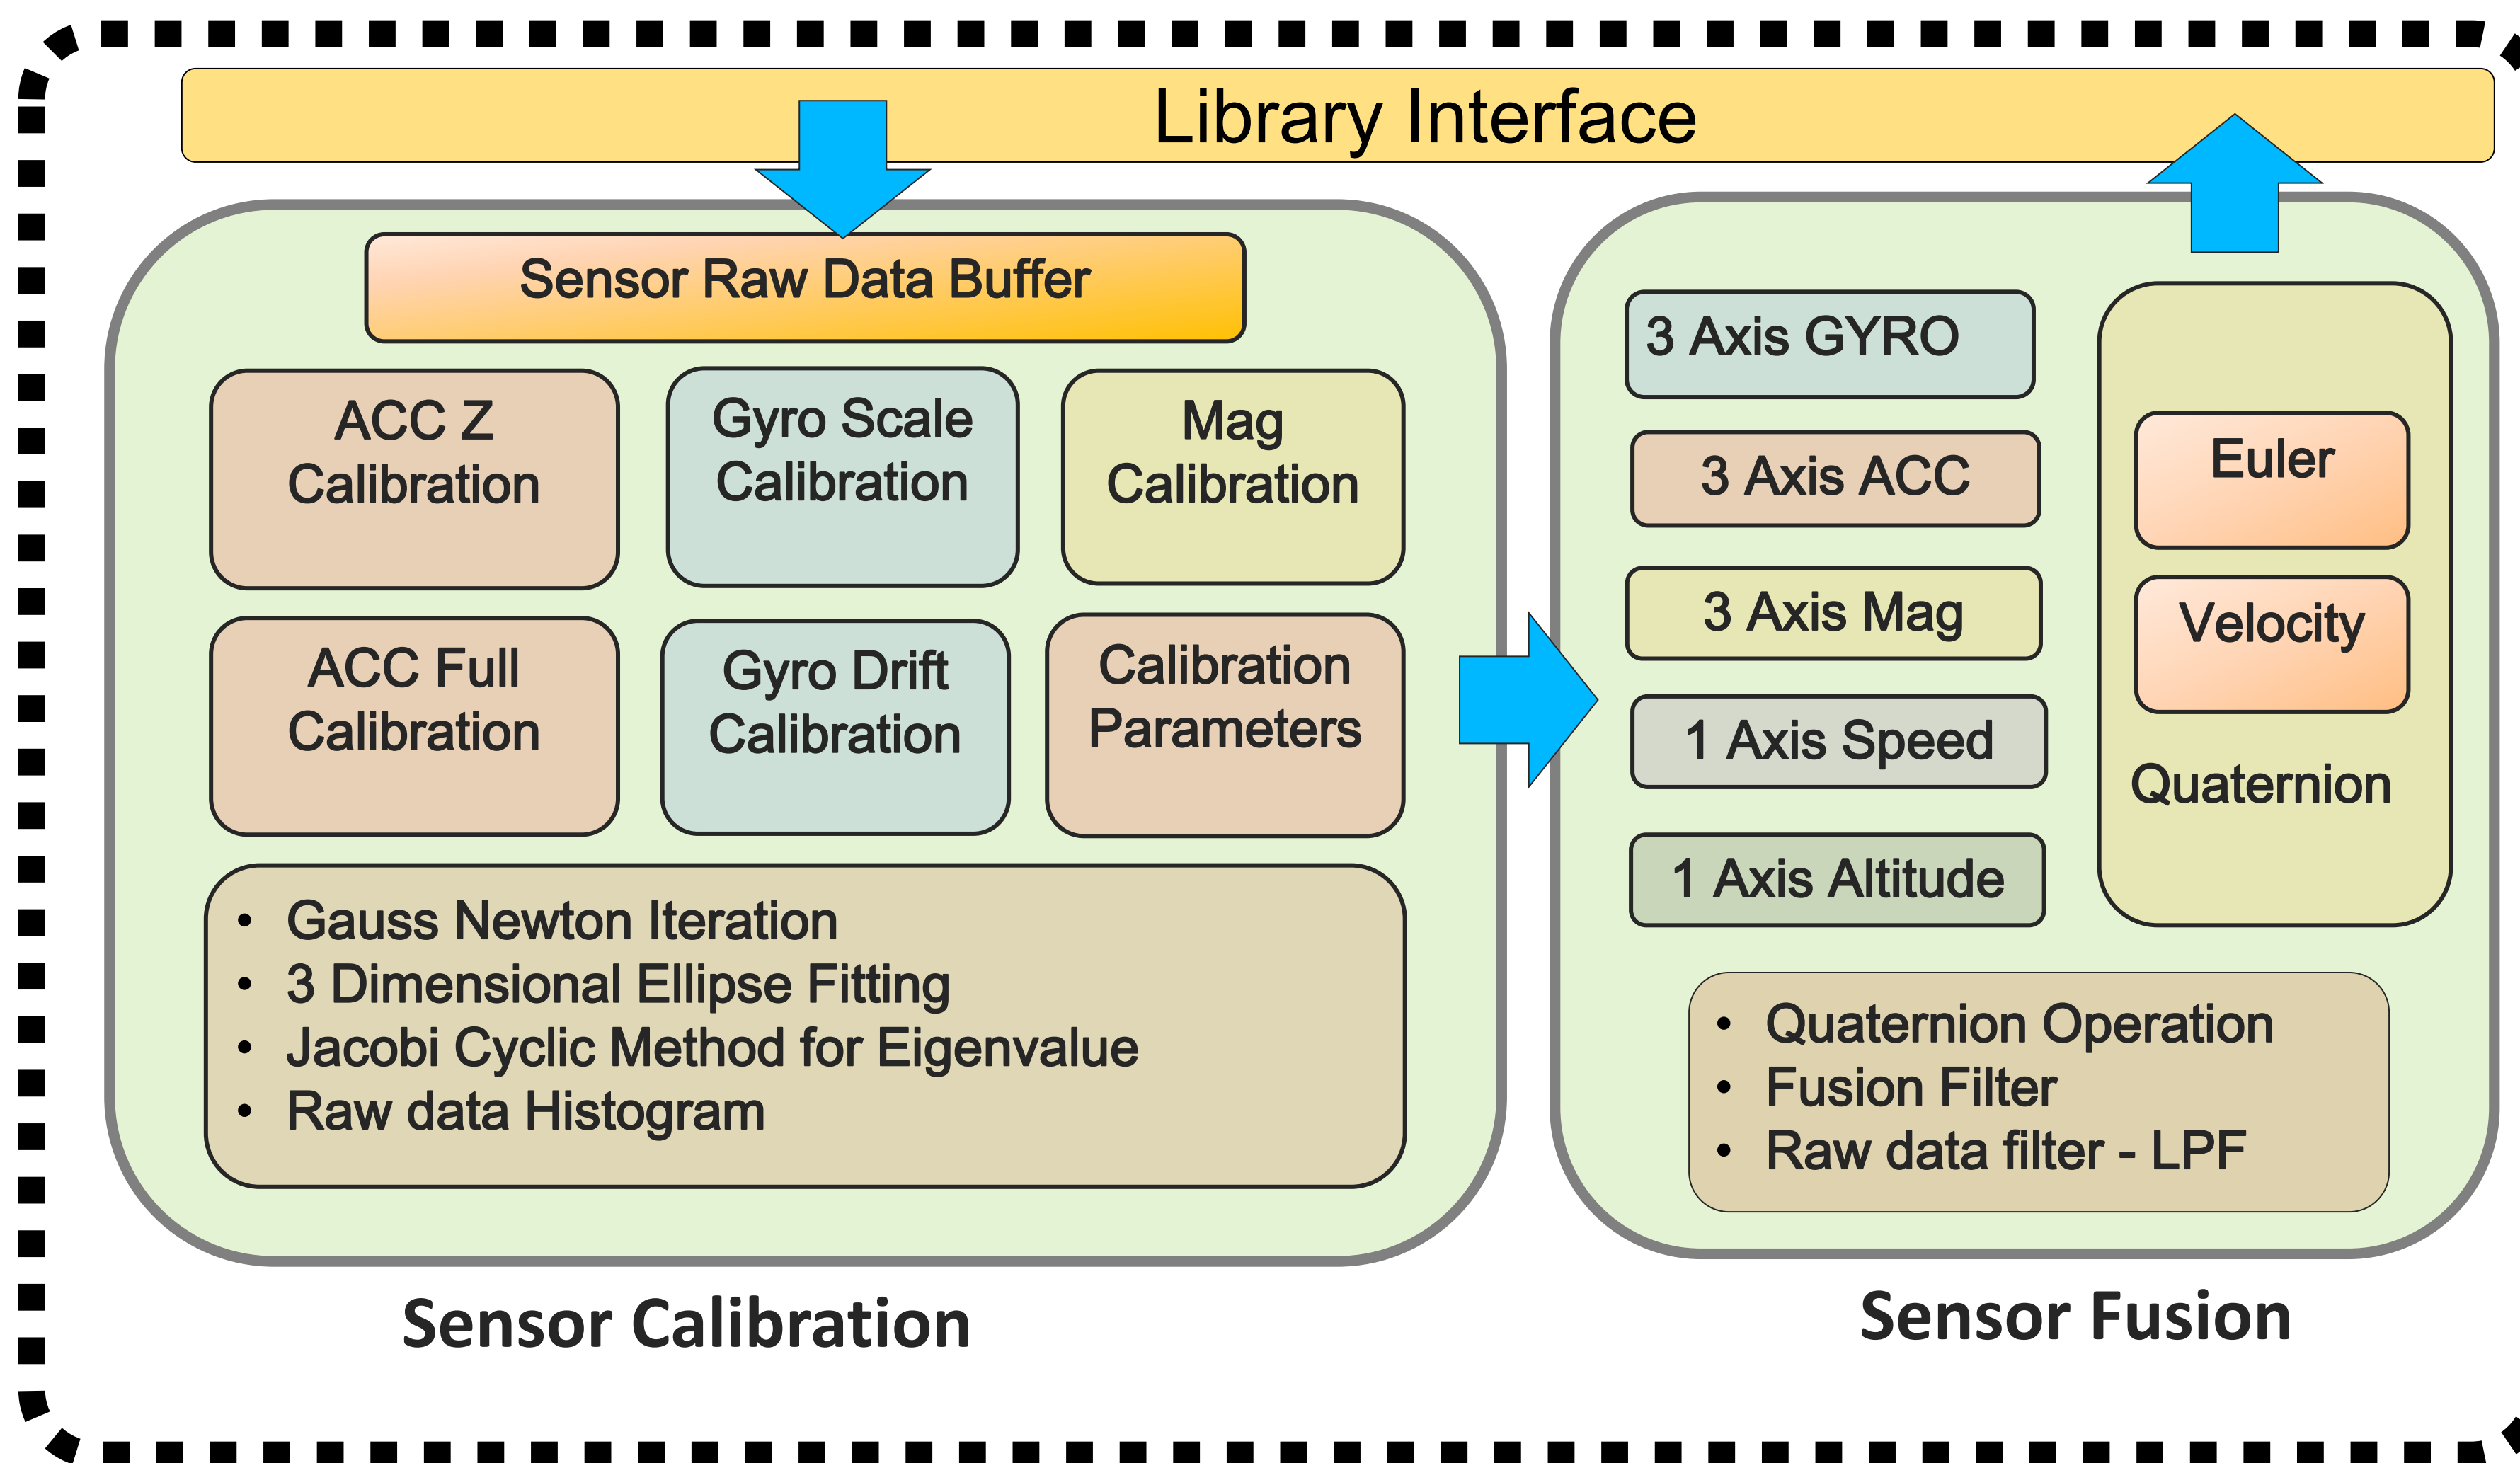 Library Interface
Sensor Raw Data Buffer
ACC Z
Calibration
Gyro Scale
Calibration
Mag
Calibration
ACC Full
Calibration
Gyro Drift
Calibration
Calibration
Parameters
• Gauss Newton Iteration
• 3 Dimensional Ellipse Fitting
• Jacobi Cyclic Method for Eigenvalue
• Raw data Histogram
Sensor Calibration
3 Axis GYRO
3 Axis ACC
3 Axis Mag
1 Axis Speed
1 Axis Altitude
Euler
Velocity
Quaternion
• Quaternion Operation
• Fusion Filter
• Raw data filter - LPF
Sensor Fusion